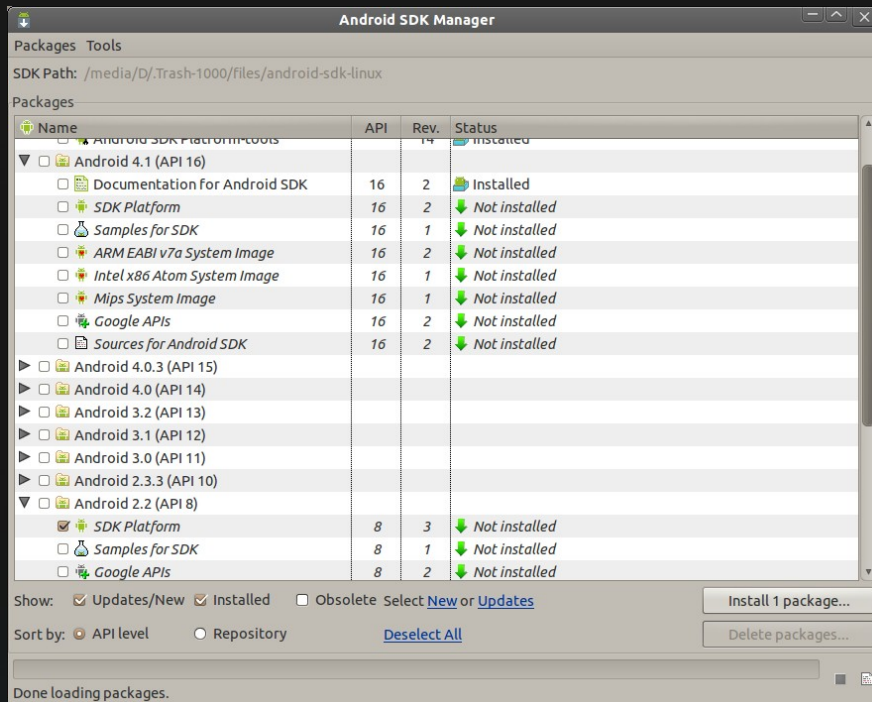 Android SDK Manager
Packages Tools
SDK Path: /media/D/.Trash-1000/files/android-sdk-linux
Packages
Name API Rev. Status
Android SDK Platform-tools 14 Installed
Android 4.1 (API 16)
Documentation for Android SDK 16 2 Installed
SDK Platform 16 2 Not installed
Samples for SDK 16 1 Not installed
ARM EABI v7a System Image 16 2 Not installed
Intel x86 Atom System Image 16 1 Not installed
Mips System Image 16 1 Not installed
Google APIs 16 2 Not installed
Sources for Android SDK 16 2 Not installed
Android 4.0.3 (API 15)
Android 4.0 (API 14)
Android 3.2 (API 13)
Android 3.1 (API 12)
Android 3.0 (API 11)
Android 2.3.3 (API 10)
Android 2.2 (API 8)
SDK Platform 8 3 Not installed
Samples for SDK 8 1 Not installed
Google APIs 8 2 Not installed
Show: Updates/New Installed Obsolete Select New or Updates Install 1 package...
Sort by: API level Repository Deselect All Delete packages...
Done loading packages.